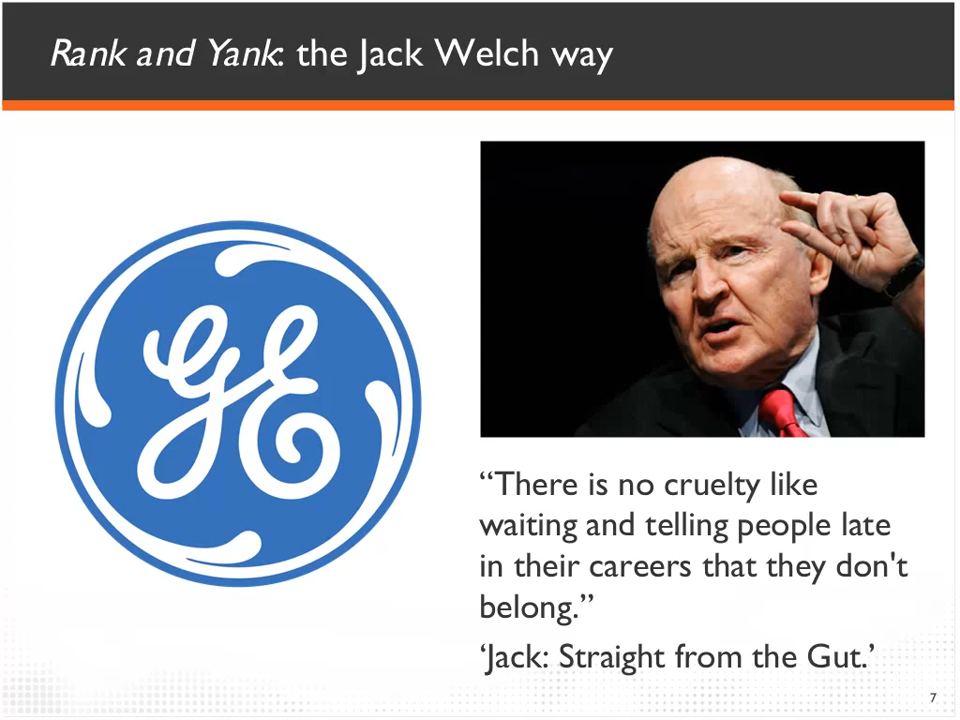 Rank and Yank: the Jack Welch way
GE
“There is no cruelty like
waiting and telling people late
in their careers that they don't
belong.”
‘Jack: Straight from the Gut.’
7